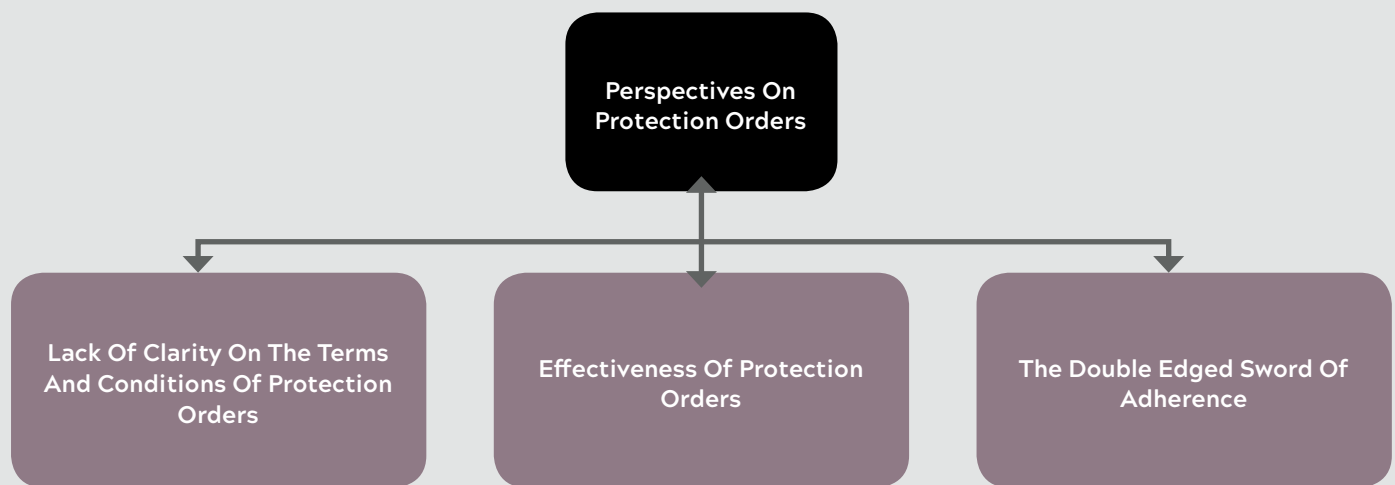 Perspectives On
Protection Orders
Lack Of Clarity On The Terms
And Conditions Of Protection
Orders
Effectiveness Of Protection
Orders
The Double Edged Sword Of
Adherence